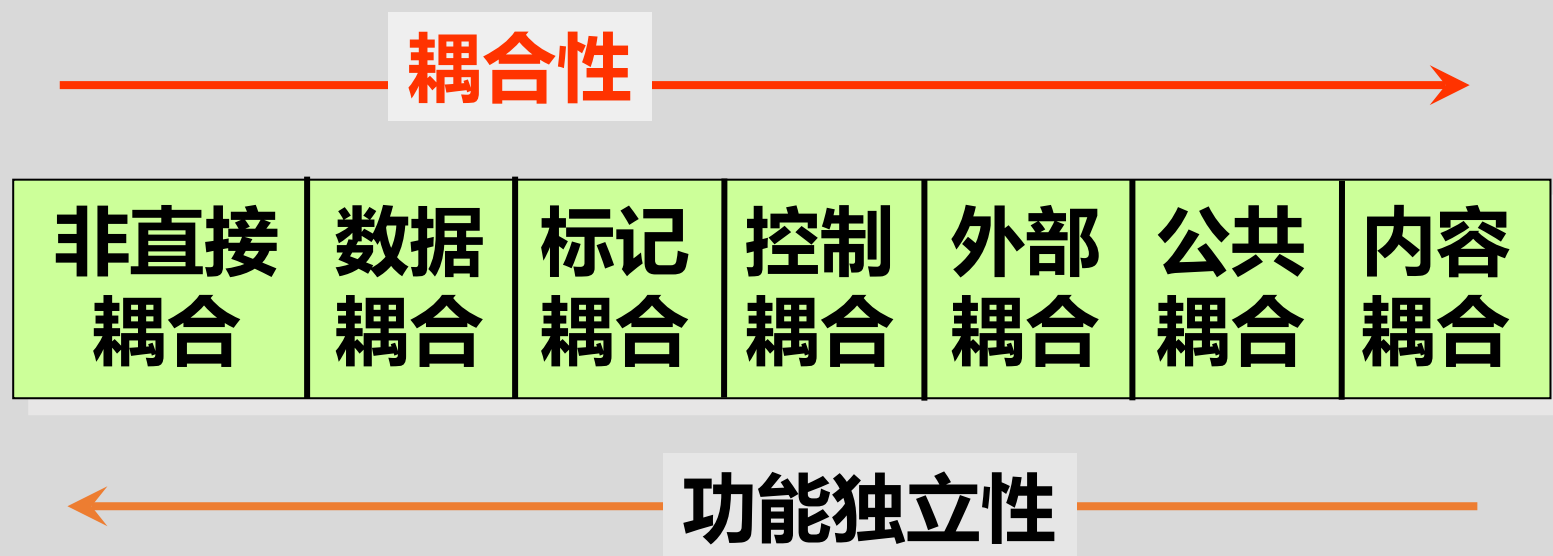 耦合性
非直接 数据 标记 控制 外部 公共 内容
耦合 耦合 耦合 耦合 耦合 耦合 耦合
功能独立性